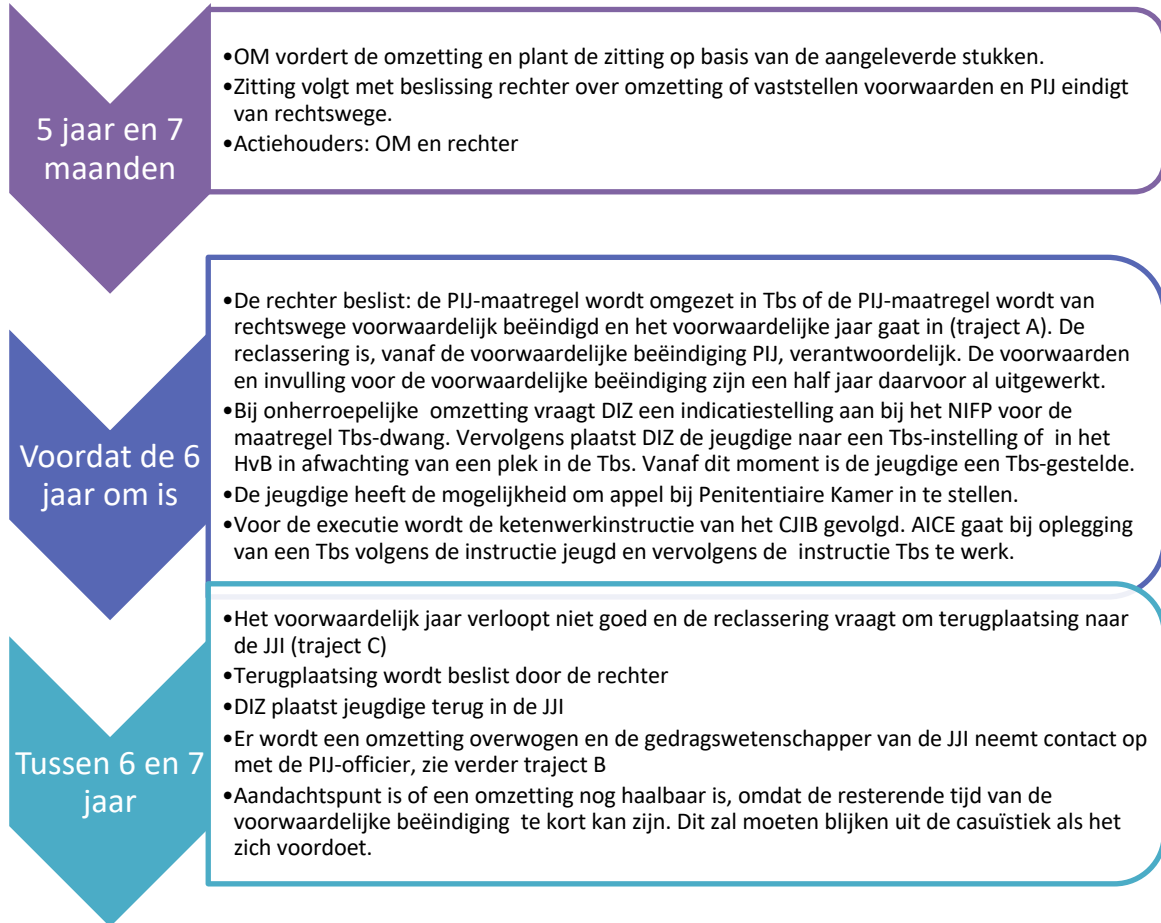 5 jaar en 7
maanden
•OM vordert de omzetting en plant de zitting op basis van de aangeleverde stukken.
•Zitting volgt met beslissing rechter over omzetting of vaststellen voorwaarden en PIJ eindigt
van rechtswege.
•Actiehouders: OM en rechter
Voordat de 6
jaar om is
•De rechter beslist: de PIJ-maatregel wordt omgezet in Tbs of de PIJ-maatregel wordt van
rechtswege voorwaardelijk beëindigd en het voorwaardelijke jaar gaat in (traject A). De
reclassering is, vanaf de voorwaardelijke beëindiging PIJ, verantwoordelijk. De voorwaarden
en invulling voor de voorwaardelijke beëindiging zijn een half jaar daarvoor al uitgewerkt.
•Bij onherroepelijke  omzetting vraagt DIZ een indicatiestelling aan bij het NIFP voor de
maatregel Tbs-dwang. Vervolgens plaatst DIZ de jeugdige naar een Tbs-instelling of  in het
HvB in afwachting van een plek in de Tbs. Vanaf dit moment is de jeugdige een Tbs-gestelde.
•De jeugdige heeft de mogelijkheid om appel bij Penitentiaire Kamer in te stellen.
•Voor de executie wordt de ketenwerkinstructie van het CJIB gevolgd. AICE gaat bij oplegging
van een Tbs volgens de instructie jeugd en vervolgens de  instructie Tbs te werk.
Tussen 6 en 7
jaar
•Het voorwaardelijk jaar verloopt niet goed en de reclassering vraagt om terugplaatsing naar
de JJI (traject C)
•Terugplaatsing wordt beslist door de rechter
•DIZ plaatst jeugdige terug in de JJI
•Er wordt een omzetting overwogen en de gedragswetenschapper van de JJI neemt contact op
met de PIJ-officier, zie verder traject B
•Aandachtspunt is of een omzetting nog haalbaar is, omdat de resterende tijd van de
voorwaardelijke beëindiging  te kort kan zijn. Dit zal moeten blijken uit de casuïstiek als het
zich voordoet.